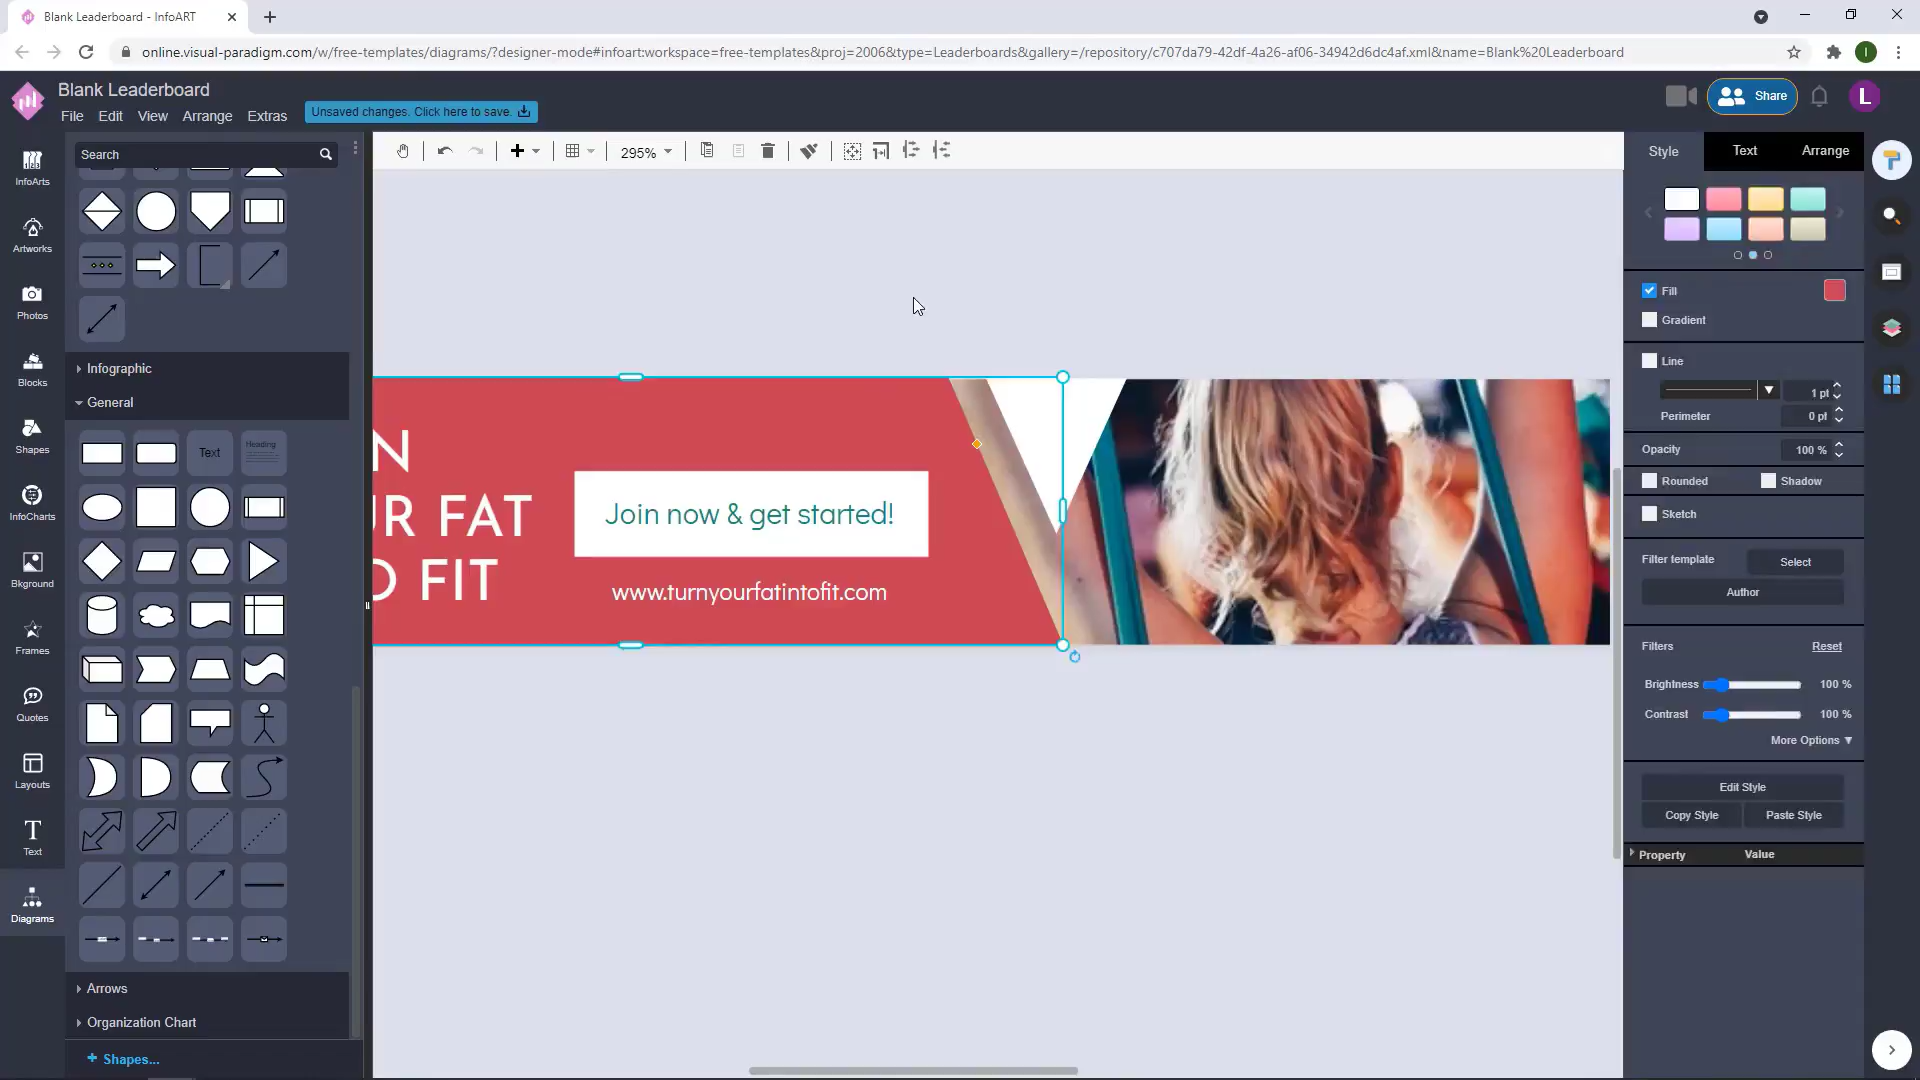 Blank Leaderboard - InfoART
online.visual-paradigm.com/w/free-templates/diagrams/?designer-mode#infoart:workspace=free-templates&proj=2006&type=Leaderboards&gallery=/repository/c707da79-42df-4a26-af06-34942d6dc4af.xml&name=Blank%20Leaderboard
I
Blank Leaderboard
File Edit View Arrange Extras
Unsaved changes. Click here to save.
Share
L
Search
295%
InfoArts
Artworks
Photos
Blocks
Shapes
InfoCharts
Bkground
Frames
Quotes
Layouts
T
Text
Diagrams
Infographic
General
Text
Heading
Arrows
Organization Chart
+ Shapes...
N
UR FAT
O FIT
Join now & get started!
www.turnyourfatintofit.com
Style Text Arrange
Fill
Gradient
Line
1 pt
Perimeter 0 pt
Opacity 100 %
Rounded Shadow
Sketch
Filter template Select
Author
Filters Reset
Brightness 100 %
Contrast 100 %
More Options
Edit Style
Copy Style Paste Style
Property Value